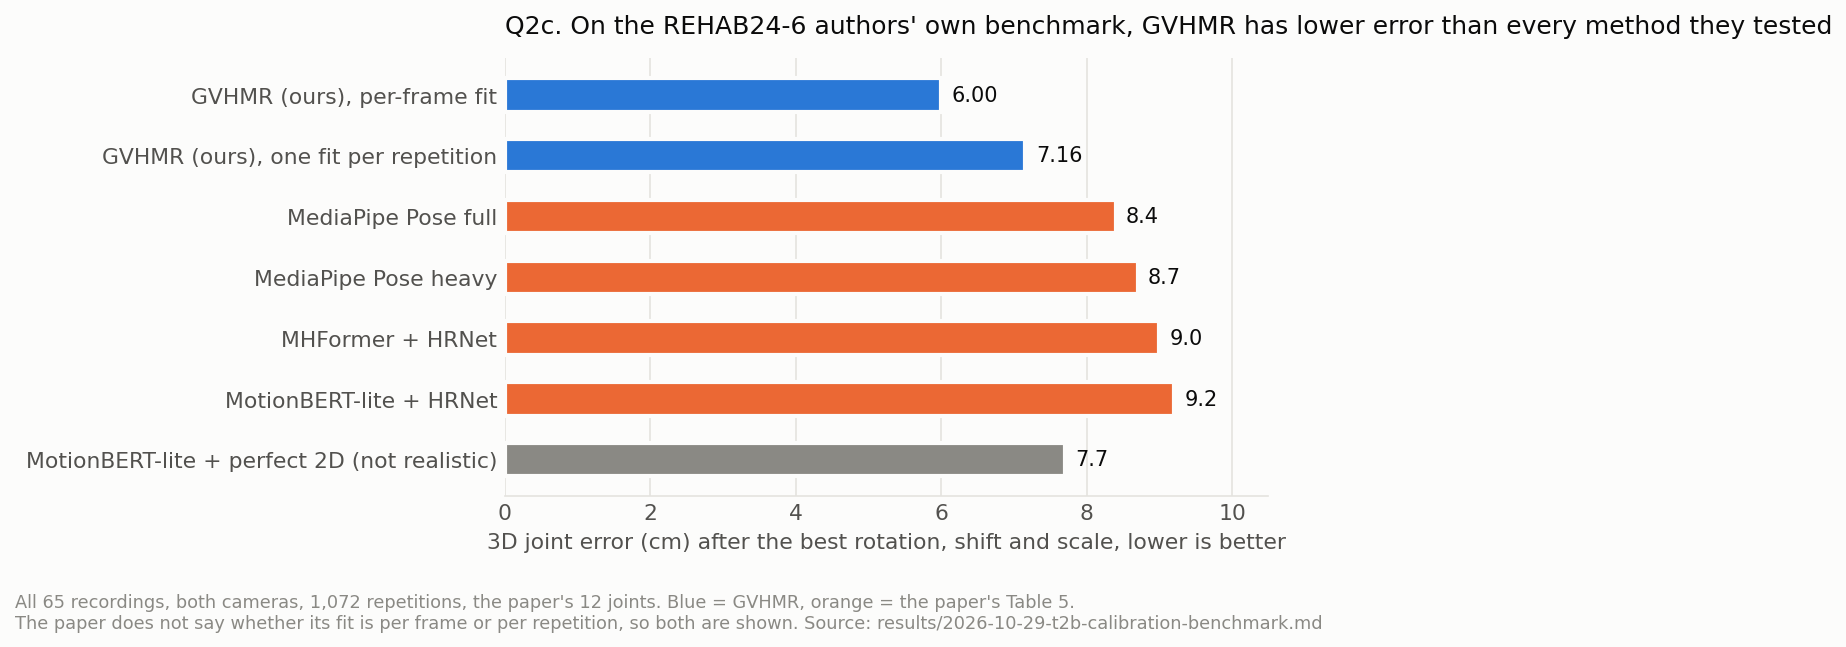 Q2c. On the REHAB24-6 authors' own benchmark, GVHMR has lower error than every method they tested
GVHMR (ours), per-frame fit
6.00
GVHMR (ours), one fit per repetition
7.16
MediaPipe Pose full
8.4
MediaPipe Pose heavy
8.7
MHFormer + HRNet
9.0
MotionBERT-lite + HRNet
9.2
MotionBERT-lite + perfect 2D (not realistic)
7.7
0 2 4 6 8 10
3D joint error (cm) after the best rotation, shift and scale, lower is better
All 65 recordings, both cameras, 1,072 repetitions, the paper's 12 joints. Blue = GVHMR, orange = the paper's Table 5.
The paper does not say whether its fit is per frame or per repetition, so both are shown. Source: results/2026-10-29-t2b-calibration-benchmark.md